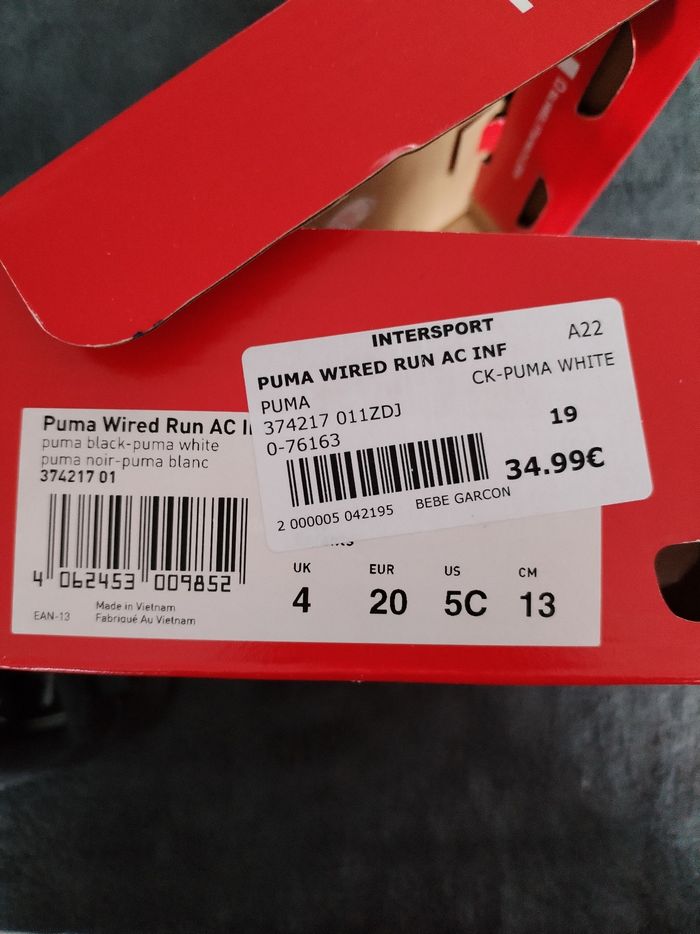 INTERSPORT
A22
PUMA WIRED RUN AC INF
CK-PUMA WHITE
PUMA
374217 011ZDJ
19
0-76163
34.99€
2 000005 042195
BEBE GARCON
Puma Wired Run AC
puma black-puma white
puma noir-puma blanc
374217 01
4 062453 009852
EAN-13
Made in Vietnam
Fabriqué Au Vietnam
UK EUR US CM
4 20 5C 13